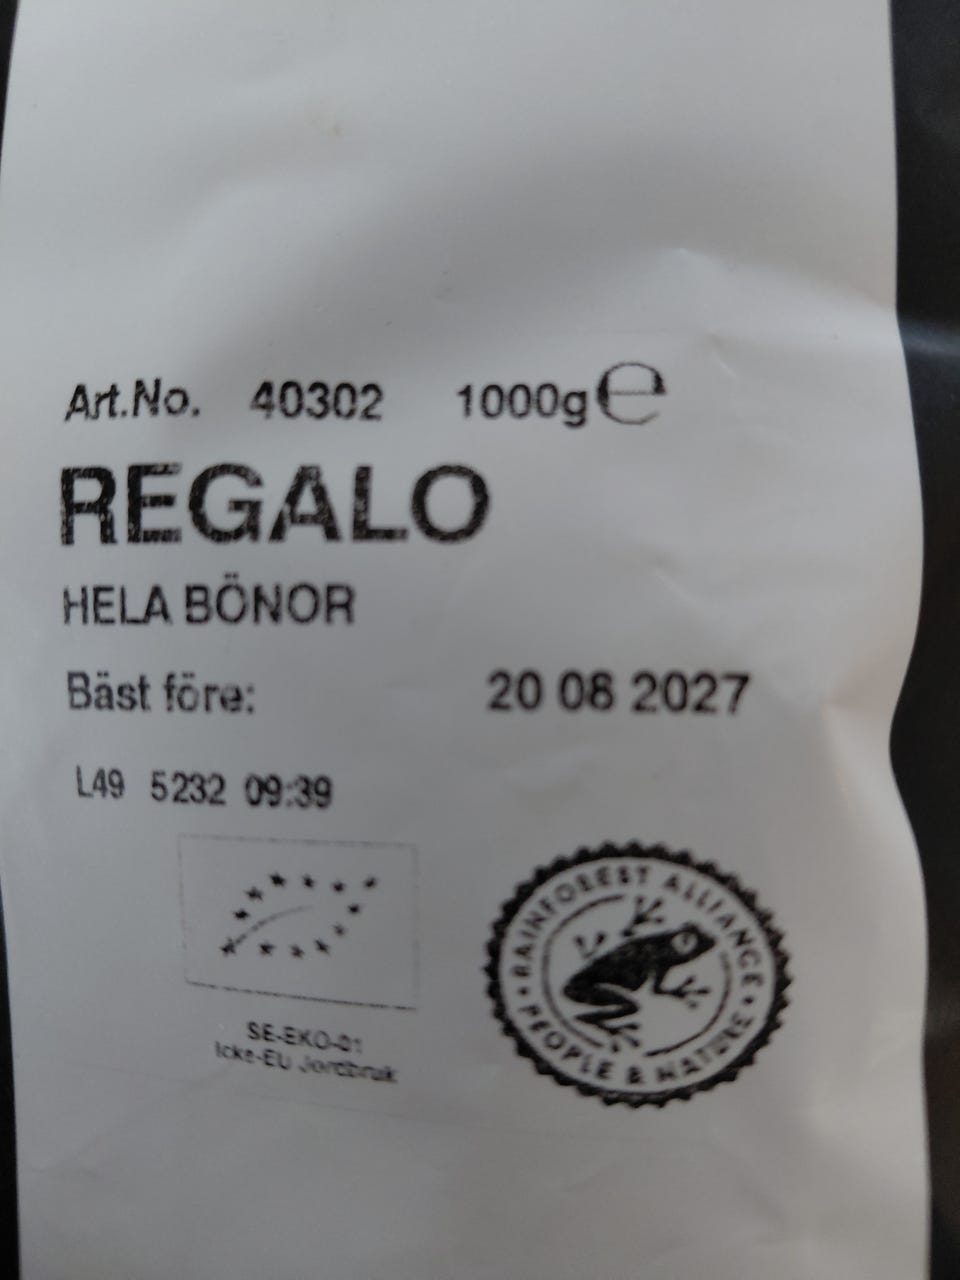 Art.No. 40302 1000g℮
REGALO
HELA BÖNOR
Bäst före: 20 08 2027
L49 5232 09:39
RAINFOREST ALLIANCE
PEOPLE & NATURE
SE-EKO-01
Icke-EU Jordbruk